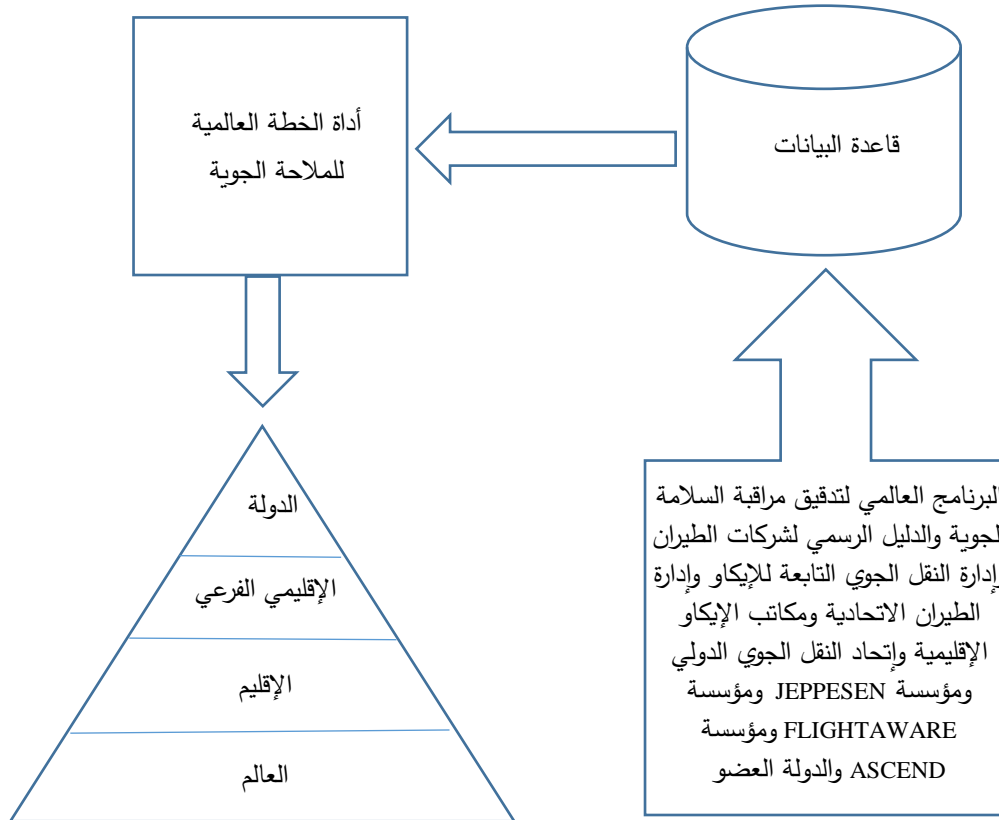 قاعدة البيانات
أداة الخطة العالمية
للملاحة الجوية
البرنامج العالمي لتدقيق مراقبة السلامة
الجوية والدليل الرسمي لشركات الطيران
وإدارة النقل الجوي التابعة للإيكاو وإدارة
الطيران الاتحادية ومكاتب الإيكاو
الإقليمية وإتحاد النقل الجوي الدولي
ومؤسسة JEPPESEN ومؤسسة
FLIGHTAWARE ومؤسسة
ASCEND والدولة العضو
الدولة
الإقليمي الفرعي
الإقليم
العالم